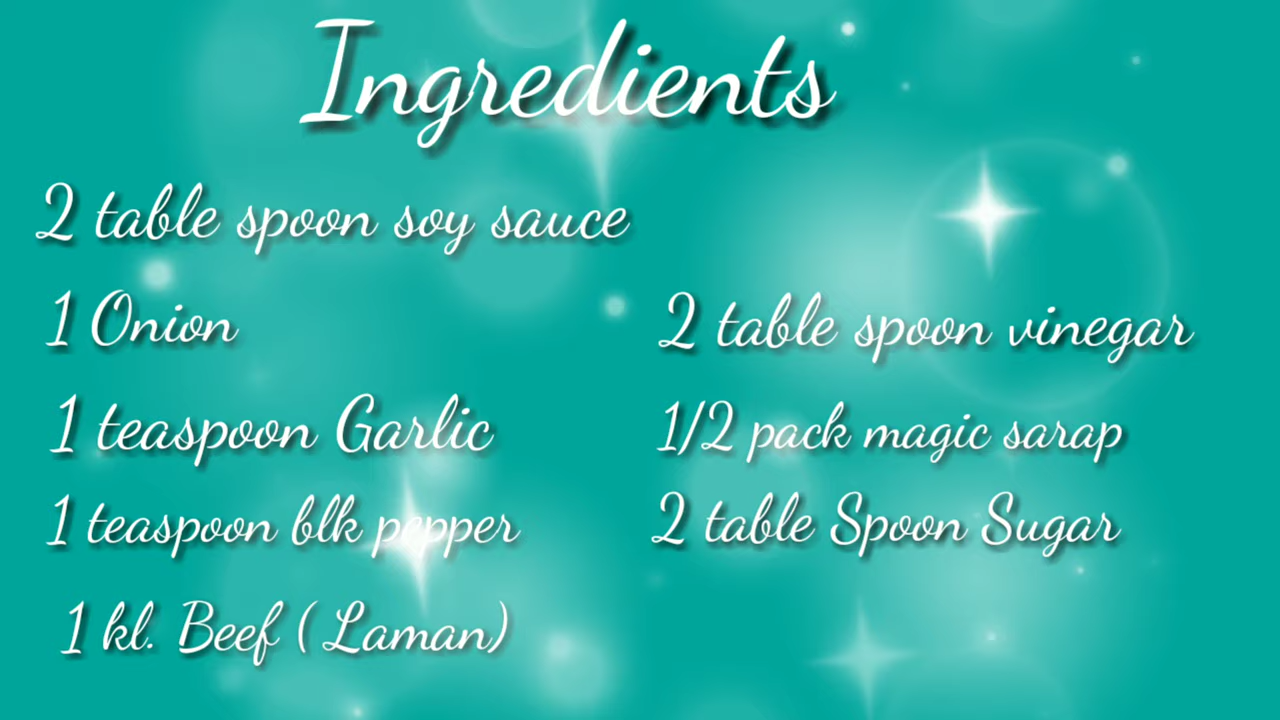 Ingredients
2 table spoon soy sauce
1 Onion
1 teaspoon Garlic
1 teaspoon blk pepper
1 kl. Beef ( Laman)
2 table spoon vinegar
1/2 pack magic sarap
2 table Spoon Sugar